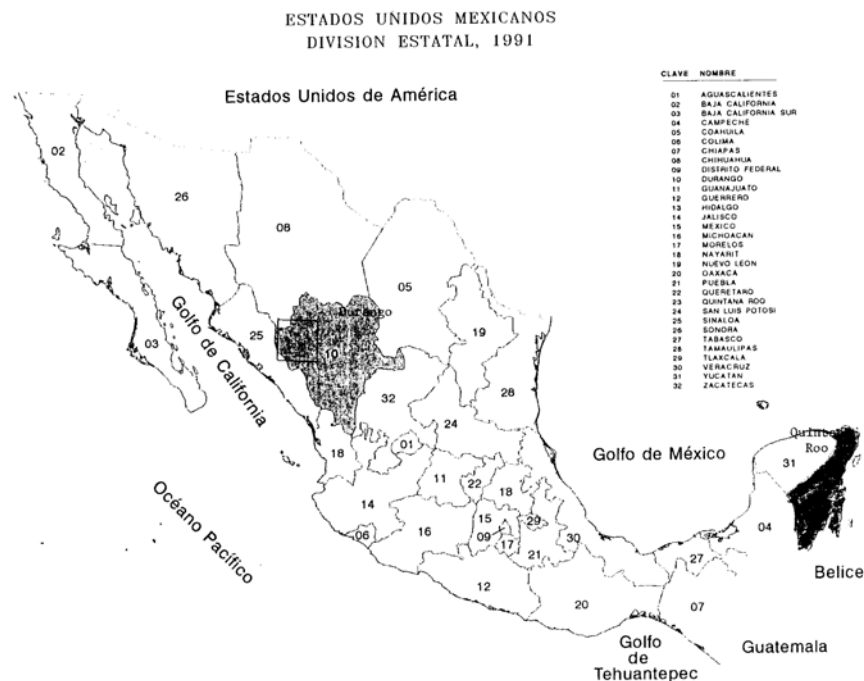 ESTADOS UNIDOS MEXICANOS
DIVISION ESTATAL, 1991
CLAVE NOMBRE
01 AGUASCALIENTES
02 BAJA CALIFORNIA
03 BAJA CALIFORNIA SUR
04 CAMPECHE
05 COAHUILA
06 COLIMA
07 CHIAPAS
08 CHIHUAHUA
09 DISTRITO FEDERAL
10 DURANGO
11 GUANAJUATO
12 GUERRERO
13 HIDALGO
14 JALISCO
15 MEXICO
16 MICHOACAN
17 MORELOS
18 NAYARIT
19 NUEVO LEON
20 OAXACA
21 PUEBLA
22 QUERETARO
23 QUINTANA ROO
24 SAN LUIS POTOSI
25 SINALOA
26 SONORA
27 TABASCO
28 TAMAULIPAS
29 TLAXCALA
30 VERACRUZ
31 YUCATAN
32 ZACATECAS
Estados Unidos de América
02
26
08
05
Durango
19
25
10
03
Golfo de California
32
28
24
01
18
Golfo de México
Quintana
Roo
31
11
22
18
14
Océano Pacífico
15
29
16
06
09
17
21
30
04
27
Belice
12
20
07
Golfo
de
Tehuantepec
Guatemala